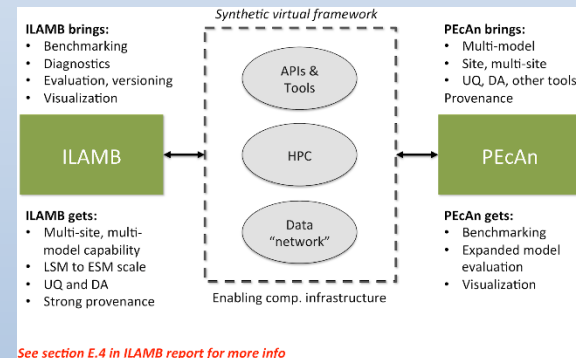 Synthetic virtual framework
ILAMB brings:
• Benchmarking
• Diagnostics
• Evaluation, versioning
• Visualization
ILAMB
ILAMB gets:
• Multi-site, multi-
model capability
• LSM to ESM scale
• UQ and DA
• Strong provenance
APIs &
Tools
HPC
Data
"network"
Enabling comp. infrastructure
PEcAn brings:
• Multi-model
• Site, multi-site
• UQ, DA, other tools
Provenance
PEcAn
PEcAn gets:
• Benchmarking
• Expanded model
evaluation
• Visualization
See section E.4 in ILAMB report for more info